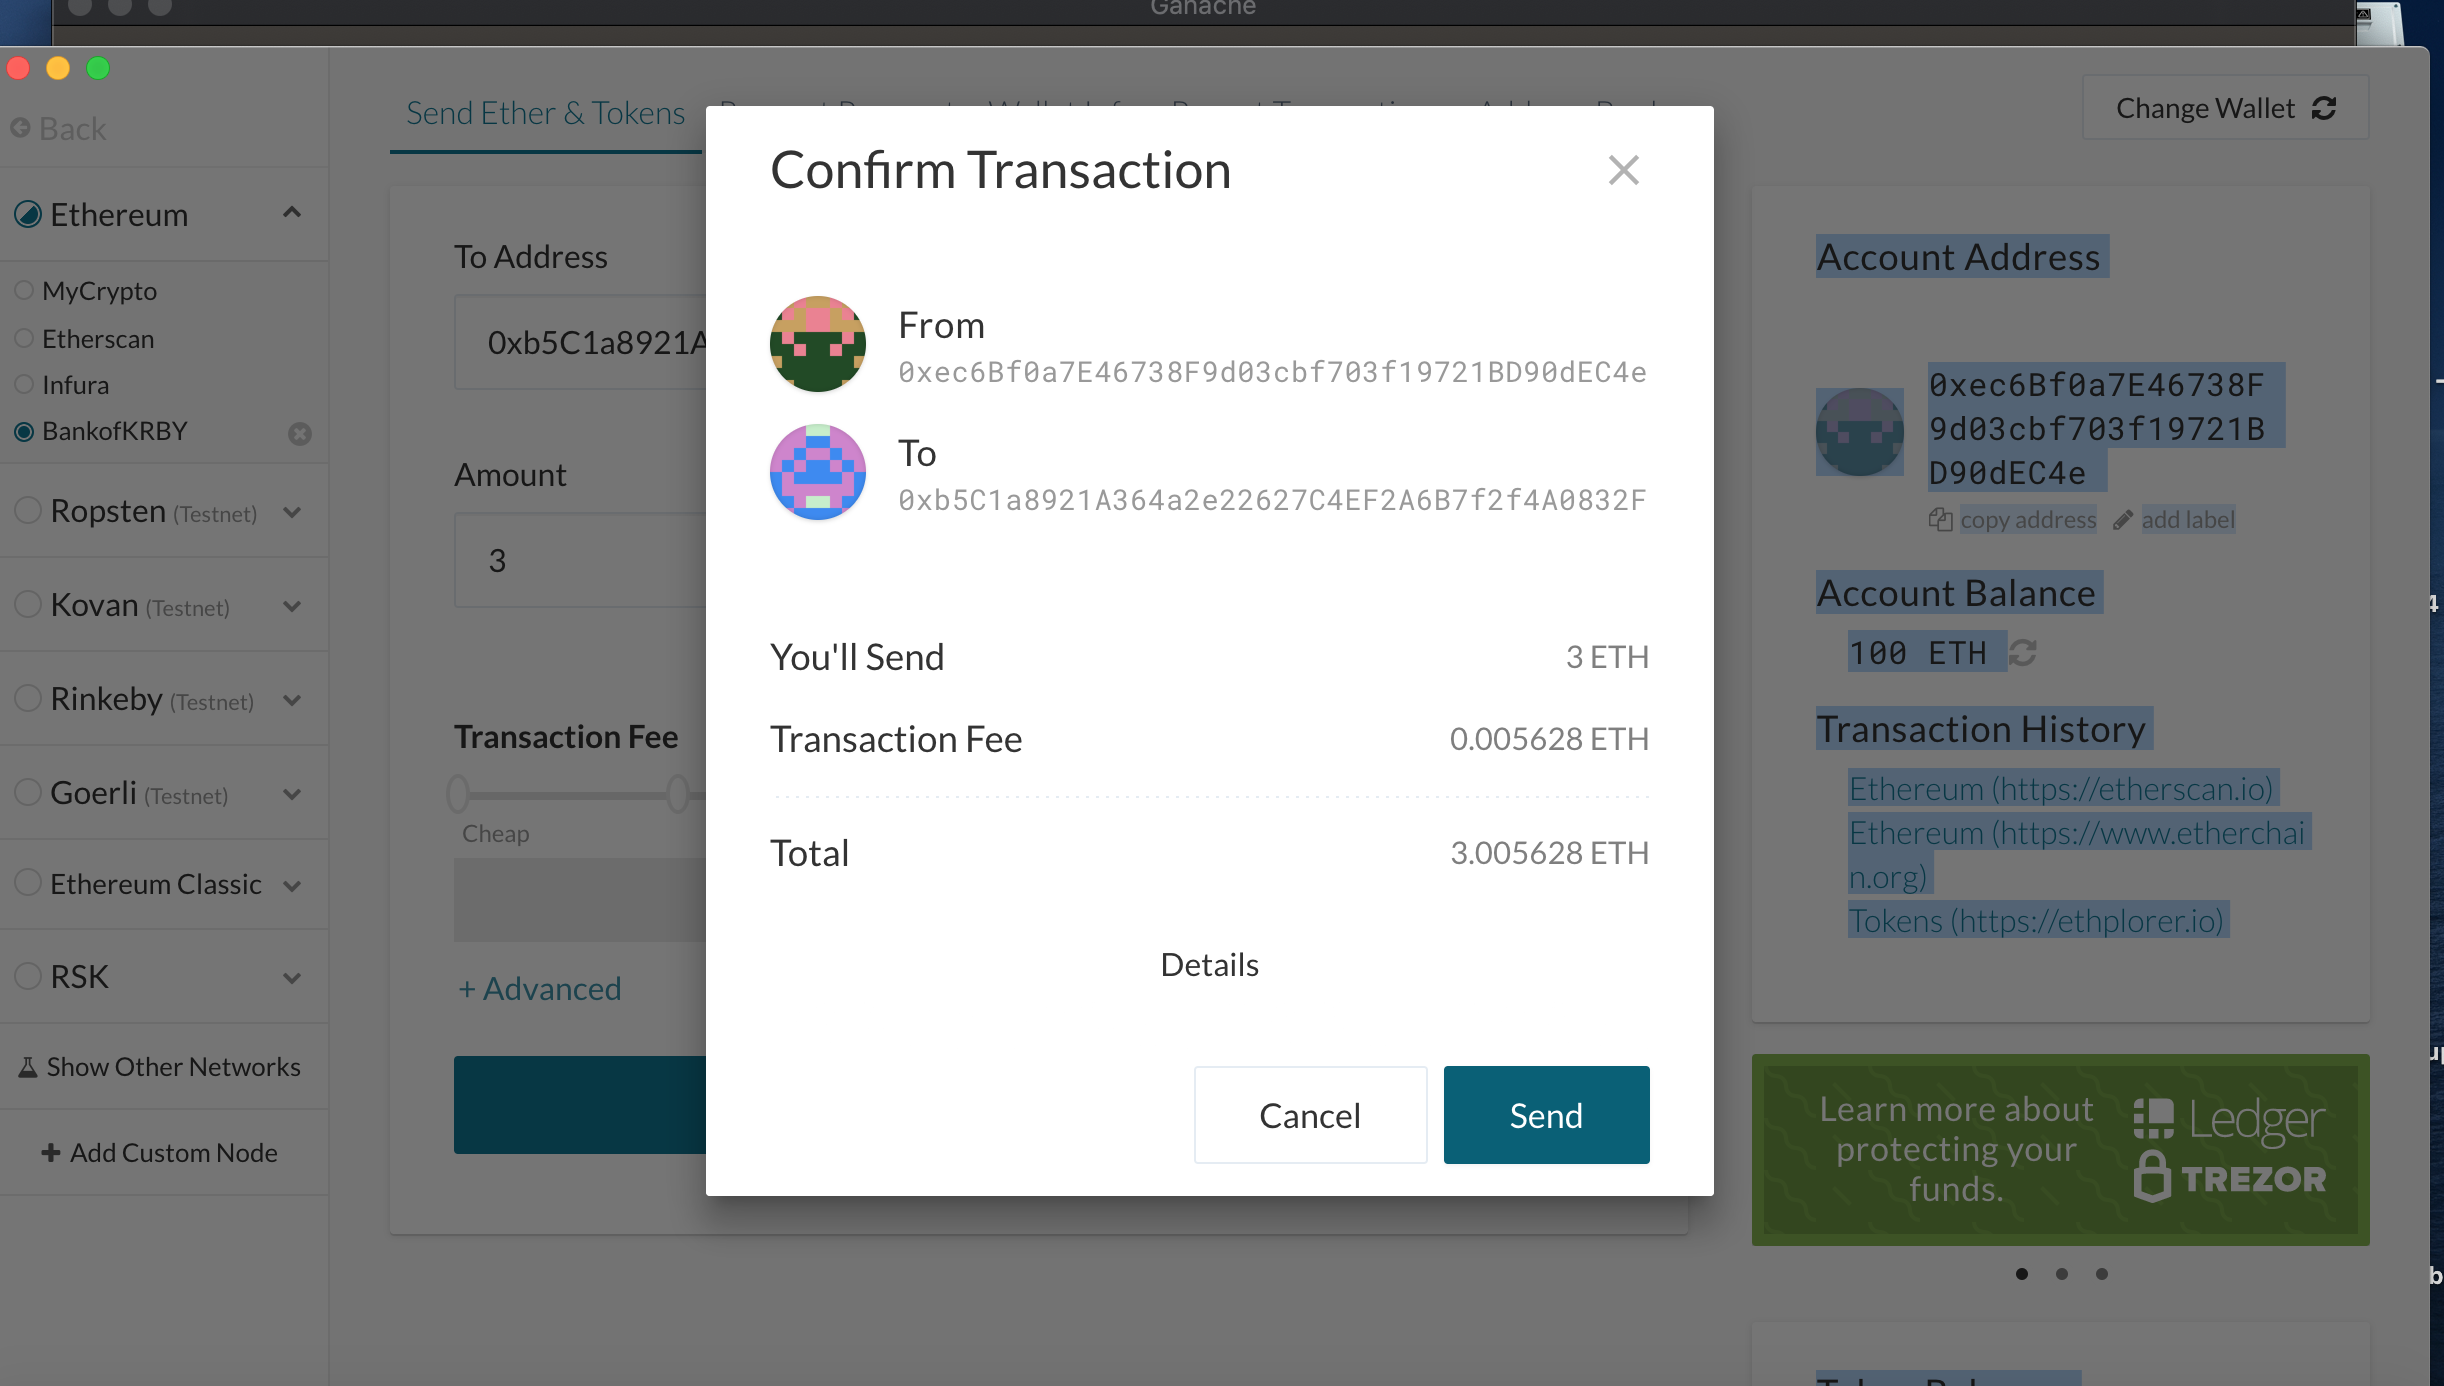 Ganache
Back
Ethereum
MyCrypto
Etherscan
Infura
BankofKRBY
Ropsten (Testnet)
Kovan (Testnet)
Rinkeby (Testnet)
Goerli (Testnet)
Ethereum Classic
RSK
Show Other Networks
Add Custom Node
Send Ether & Tokens
Change Wallet
To Address
0xb5C1a8921A
Amount
3
Transaction Fee
Cheap
+ Advanced
Confirm Transaction
From
0xec6Bf0a7E46738F9d03cbf703f19721BD90dEC4e
To
0xb5C1a8921A364a2e22627C4EF2A6B7f2f4A0832F
You'll Send 3 ETH
Transaction Fee 0.005628 ETH
Total 3.005628 ETH
Details
Cancel Send
Account Address
0xec6Bf0a7E46738F
9d03cbf703f19721B
D90dEC4e
copy address add label
Account Balance
100 ETH
Transaction History
Ethereum (https://etherscan.io)
Ethereum (https://www.etherchai
n.org)
Tokens (https://ethplorer.io)
Learn more about
protecting your
funds.
Ledger
TREZOR